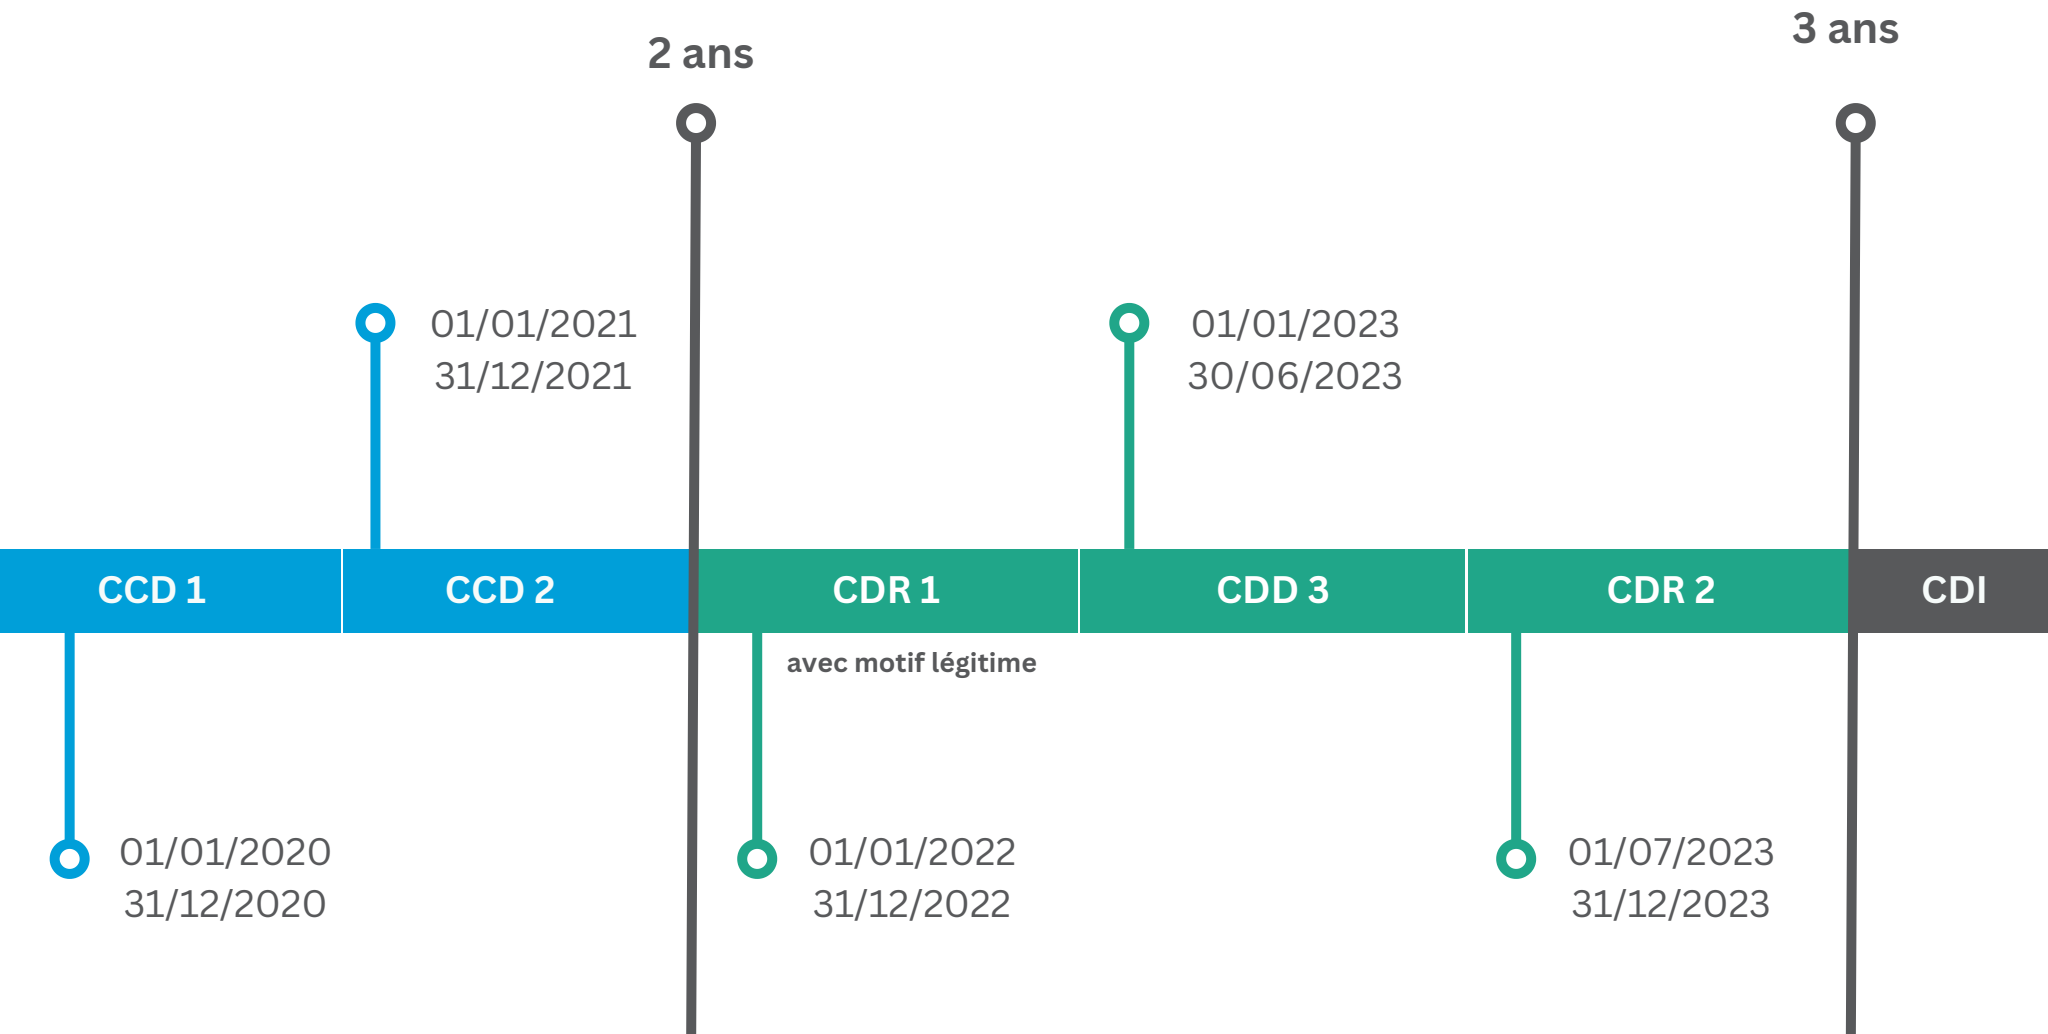 2 ans
3 ans
01/01/2021
31/12/2021
01/01/2023
30/06/2023
CCD 1
CCD 2
CDR 1
CDD 3
CDR 2
CDI
avec motif légitime
01/01/2020
31/12/2020
01/01/2022
31/12/2022
01/07/2023
31/12/2023